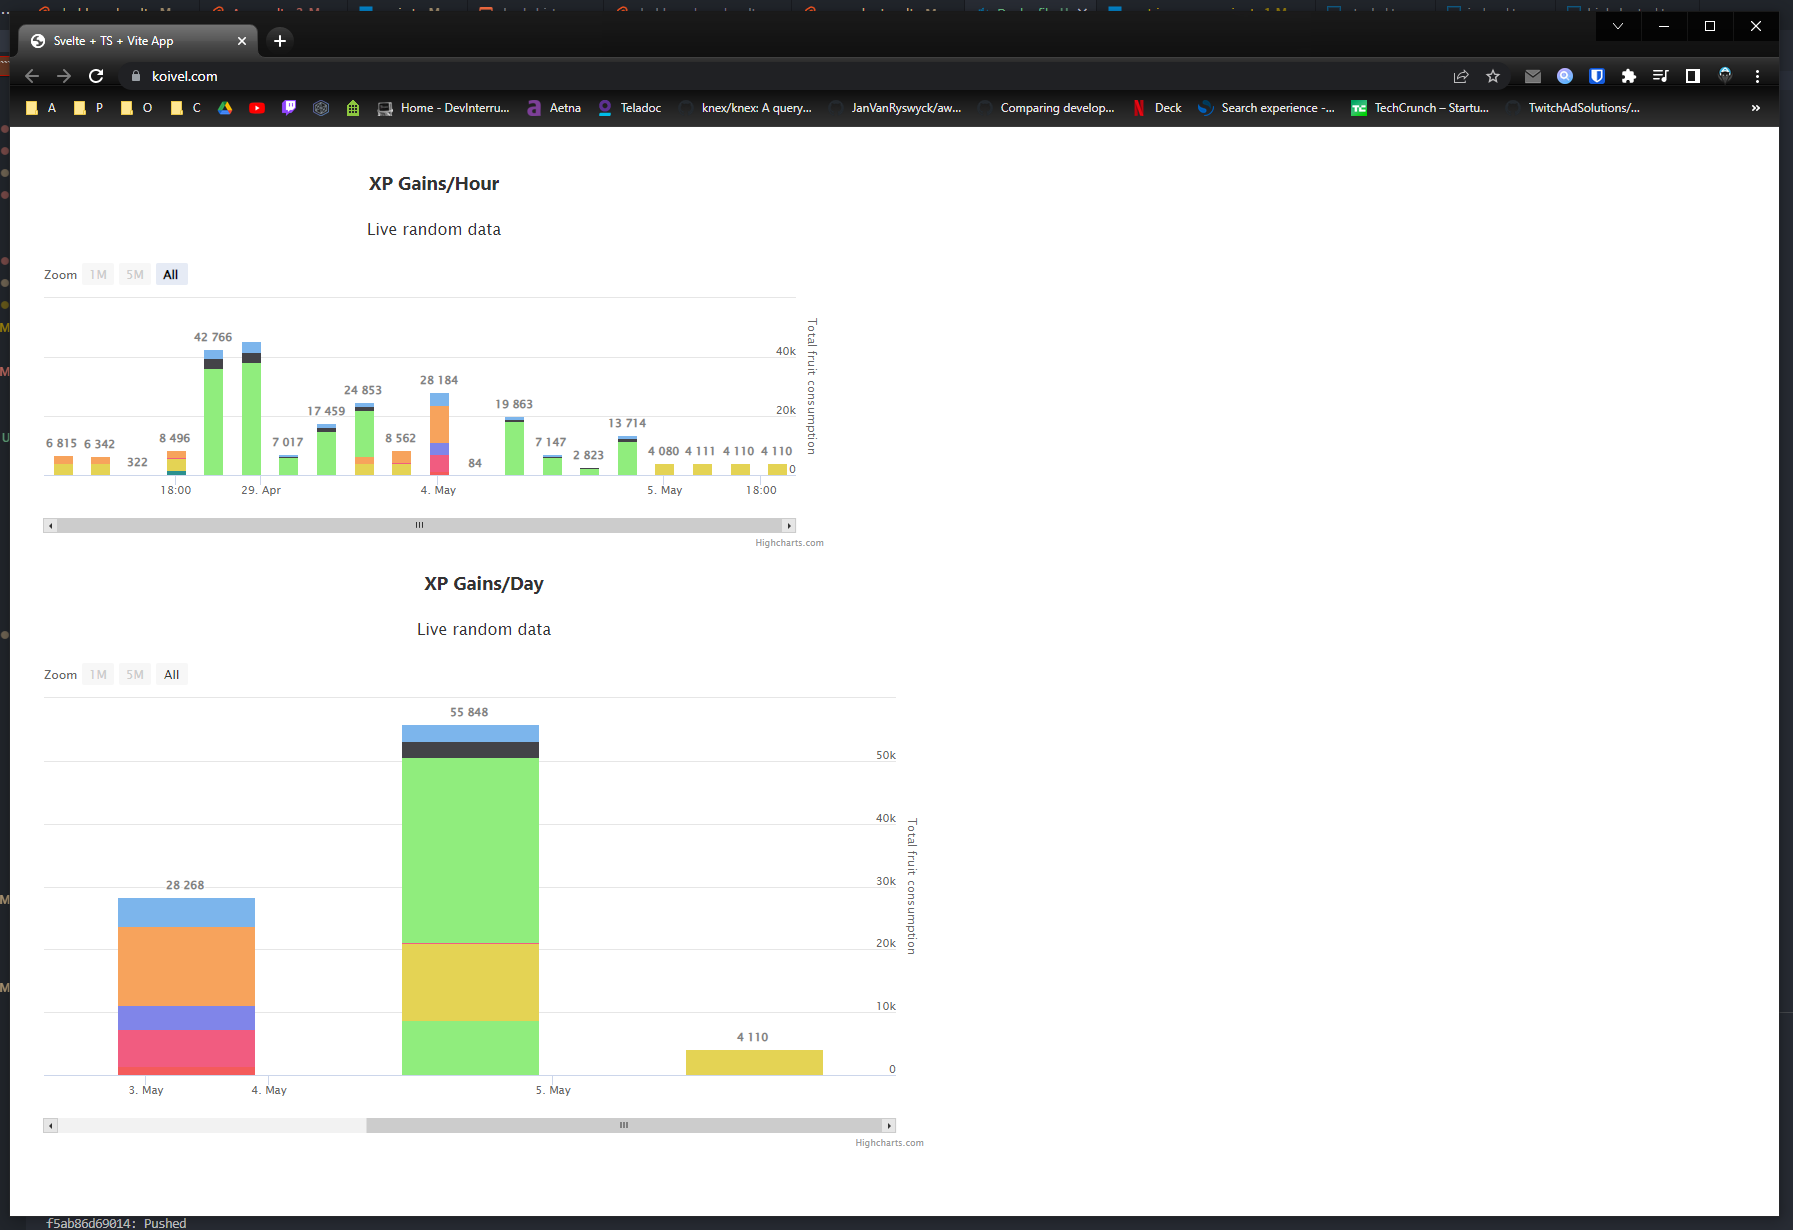 Svelte + TS + Vite App
koivel.com
A P O C Home - DevInterru... Aetna Teladoc knex/knex: A query... JanVanRyswyck/aw... Comparing develop... Deck Search experience -... TechCrunch – Startu... TwitchAdSolutions/... »
XP Gains/Hour
Live random data
Zoom 1M 5M All
42 766
40k
28 184
24 853
20k
19 863
17 459
13 714
6 815 6 342 322 8 496 7 017 8 562 84 7 147 2 823 4 080 4 111 4 110 4 110
0
Total fruit consumption
18:00 29. Apr 4. May 5. May 18:00
Highcharts.com
XP Gains/Day
Live random data
Zoom 1M 5M All
55 848
50k
40k
30k
28 268
20k
10k
4 110
0
Total fruit consumption
3. May 4. May 5. May
Highcharts.com
f5ab86d69014: Pushed